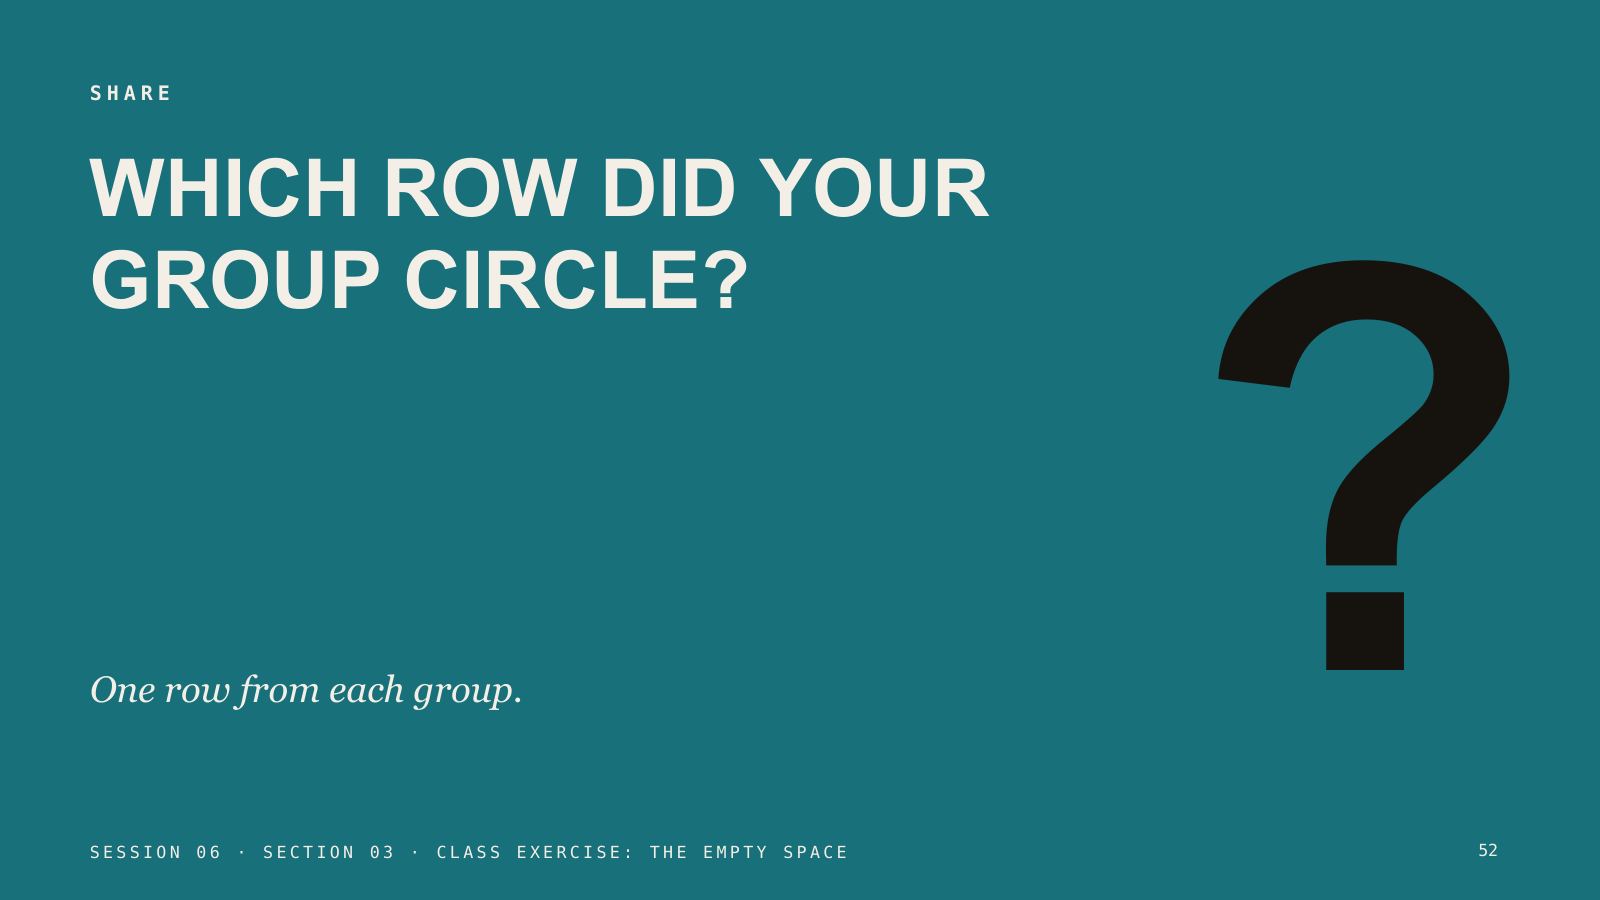 SHARE
WHICH ROW DID YOUR
GROUP CIRCLE?
?
One row from each group.
SESSION 06 · SECTION 03 · CLASS EXERCISE: THE EMPTY SPACE
52